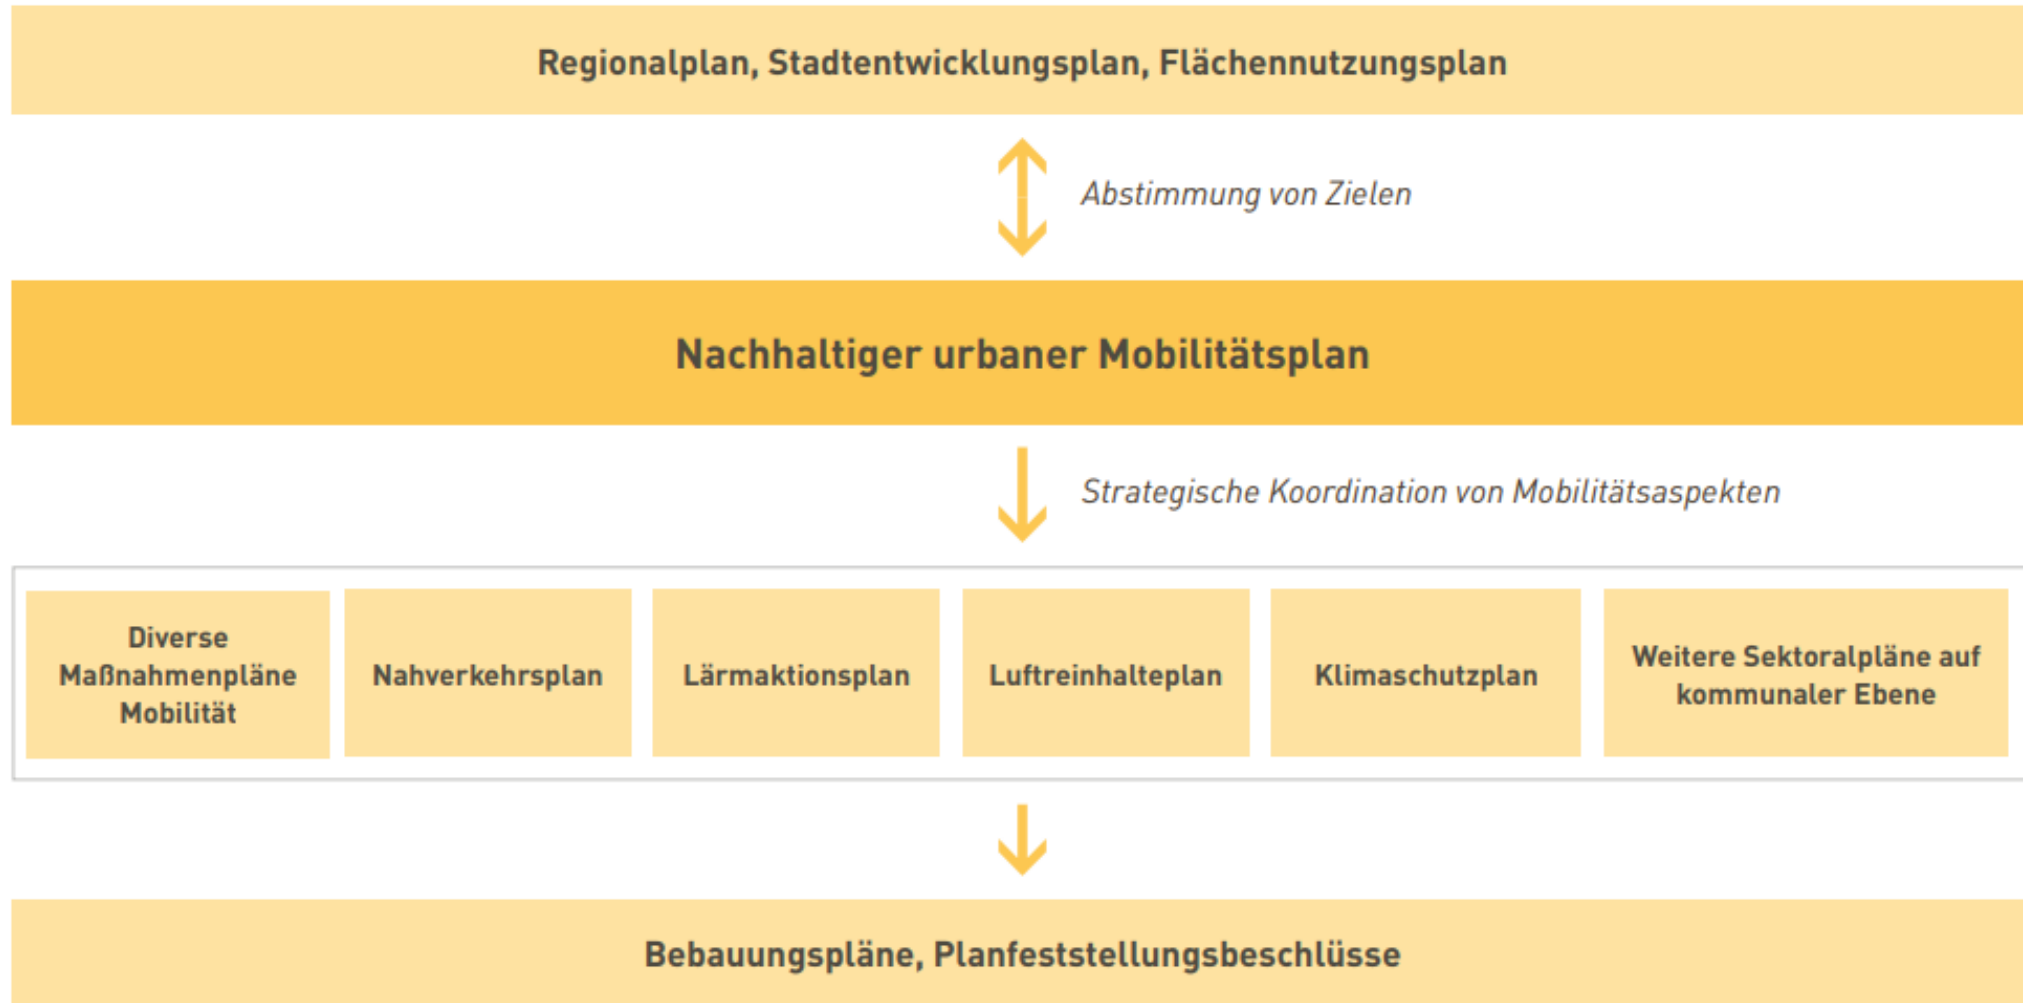 Regionalplan, Stadtentwicklungsplan, Flächennutzungsplan
Abstimmung von Zielen
Nachhaltiger urbaner Mobilitätsplan
Strategische Koordination von Mobilitätsaspekten
Diverse
Maßnahmenpläne
Mobilität
Nahverkehrsplan
Lärmaktionsplan
Luftreinhalteplan
Klimaschutzplan
Weitere Sektoralpläne auf
kommunaler Ebene
Bebauungspläne, Planfeststellungsbeschlüsse